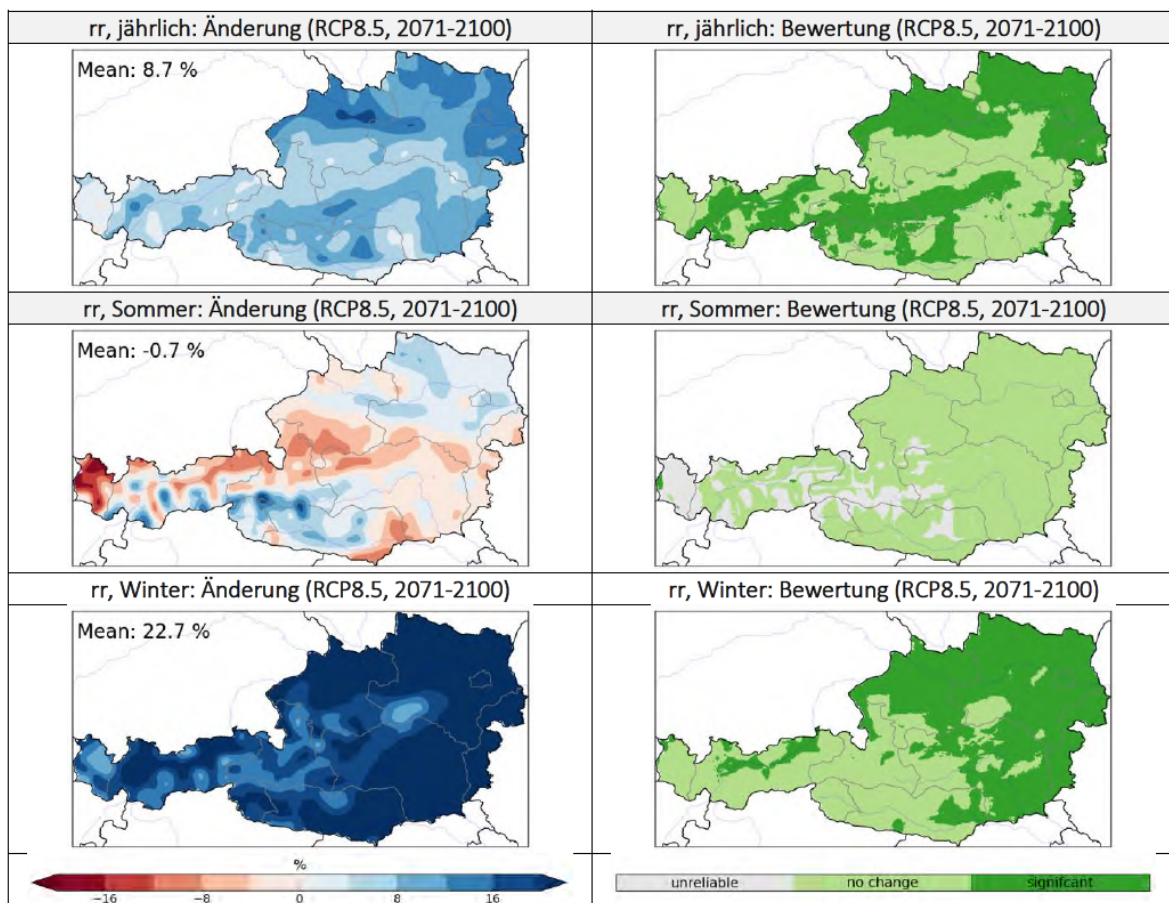 rr, jährlich: Änderung (RCP8.5, 2071-2100)
rr, jährlich: Bewertung (RCP8.5, 2071-2100)
Mean: 8.7 %
rr, Sommer: Änderung (RCP8.5, 2071-2100)
rr, Sommer: Bewertung (RCP8.5, 2071-2100)
Mean: -0.7 %
rr, Winter: Änderung (RCP8.5, 2071-2100)
rr, Winter: Bewertung (RCP8.5, 2071-2100)
Mean: 22.7 %
%
−16 −8 0 8 16
unreliable no change signifcant